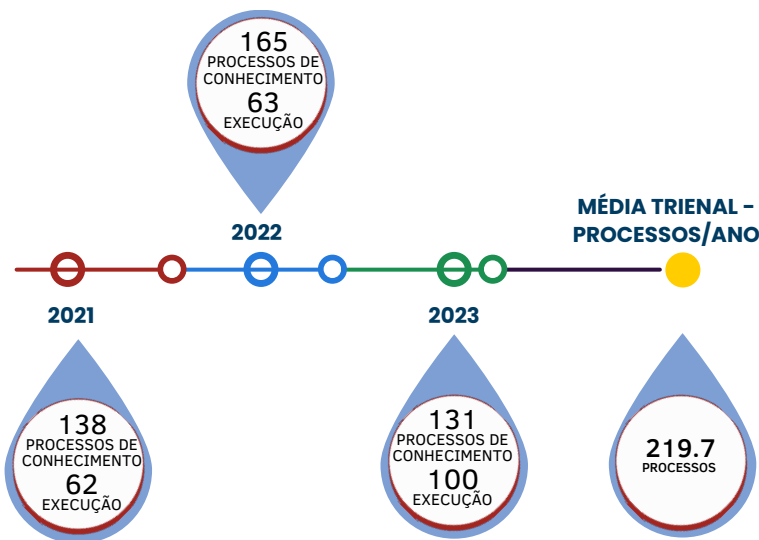 165
PROCESSOS DE
CONHECIMENTO
63
EXECUÇÃO
2022
MÉDIA TRIENAL -
PROCESSOS/ANO
2021
2023
138
PROCESSOS DE
CONHECIMENTO
62
EXECUÇÃO
131
PROCESSOS DE
CONHECIMENTO
100
EXECUÇÃO
219.7
PROCESSOS